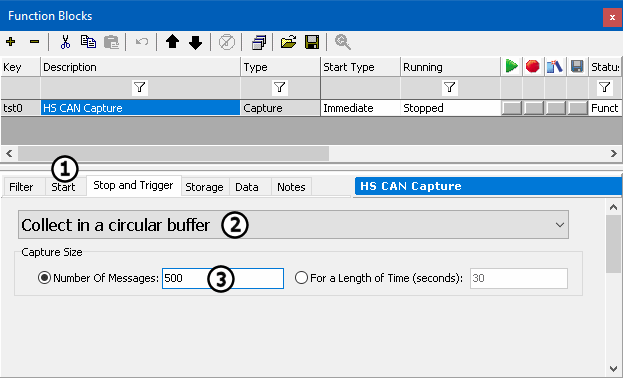 Function Blocks
x
Key Description Type Start Type Running Status
tst0 HS CAN Capture Capture Immediate Stopped Funct
1
Filter Start Stop and Trigger Storage Data Notes HS CAN Capture
Collect in a circular buffer 2
Capture Size
Number Of Messages: 500 3 For a Length of Time (seconds): 30